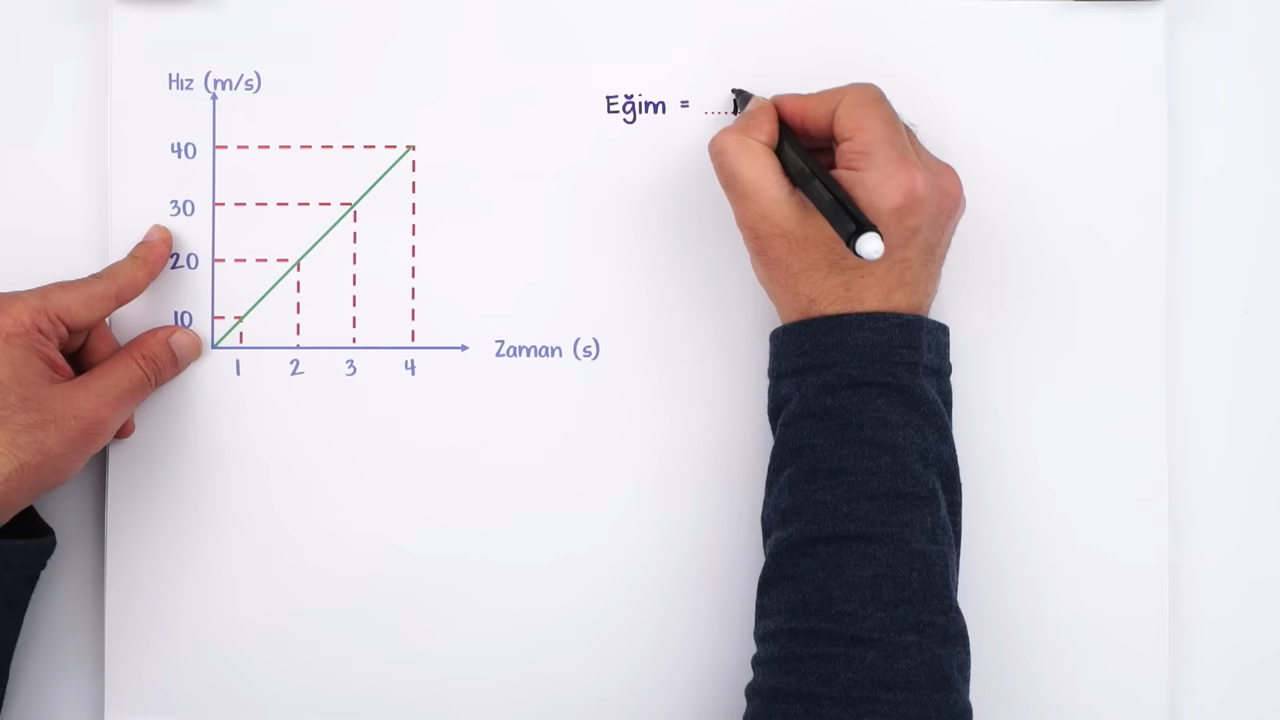 Hız (m/s)
40
30
20
10
1 2 3 4
Zaman (s)
Eğim = .....